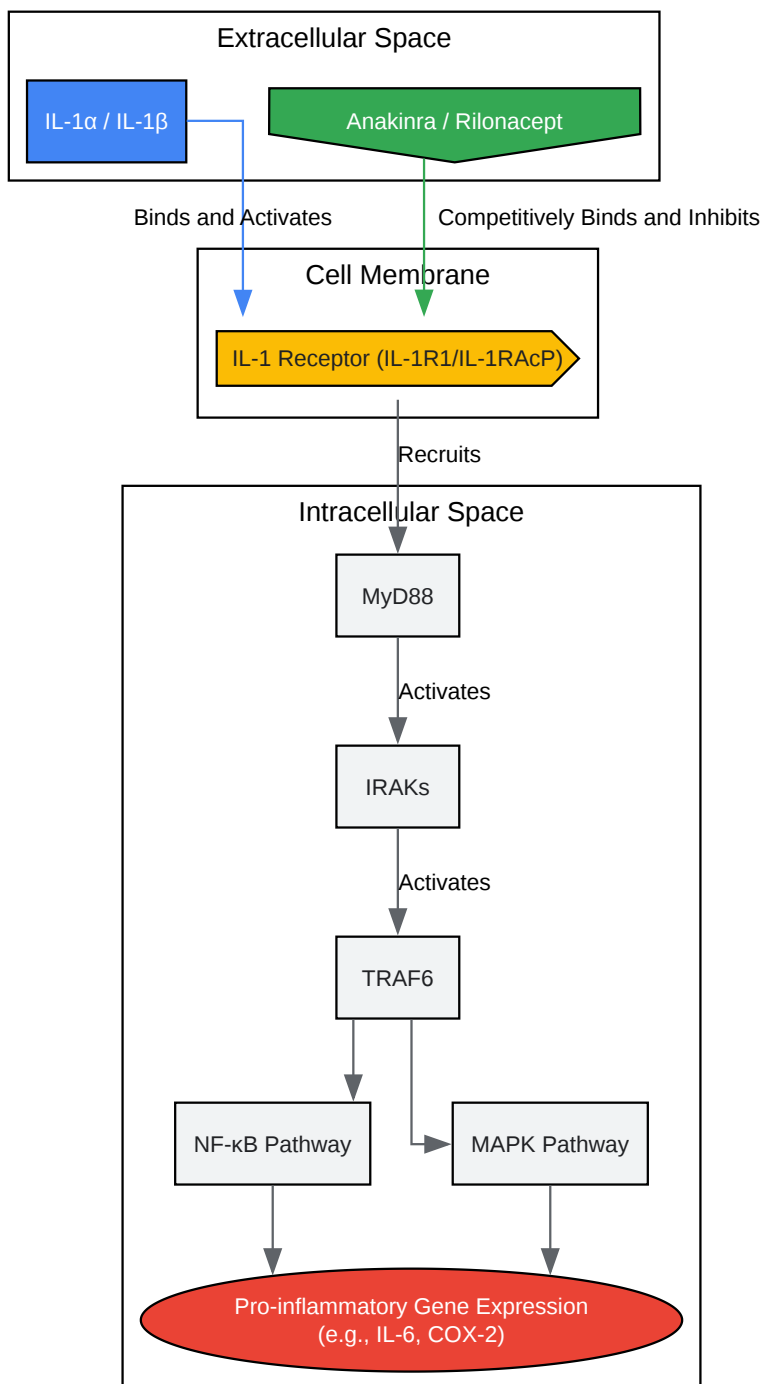 Extracellular Space
IL-1α / IL-1β
Anakinra / Rilonacept
Binds and Activates
Competitively Binds and Inhibits
Cell Membrane
IL-1 Receptor (IL-1R1/IL-1RAcP)
Recruits
Intracellular Space
MyD88
Activates
IRAKs
Activates
TRAF6
NF-κB Pathway
MAPK Pathway
Pro-inflammatory Gene Expression
(e.g., IL-6, COX-2)